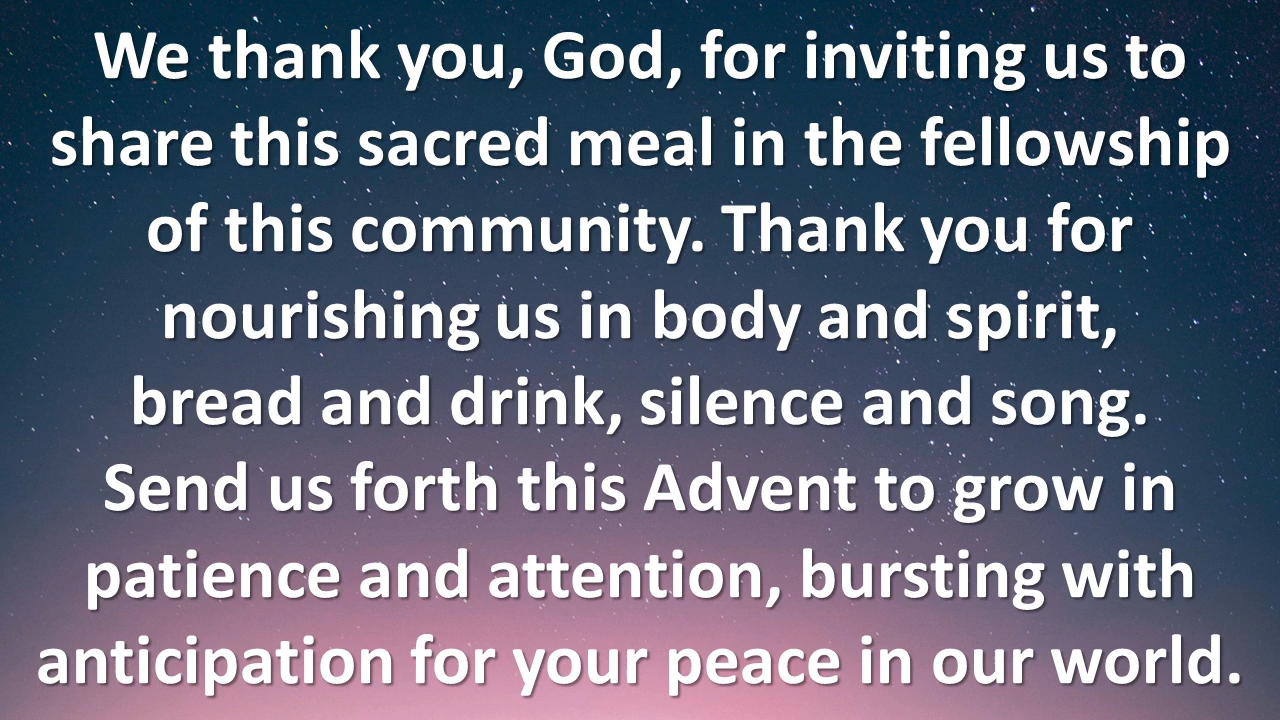 We thank you, God, for inviting us to
share this sacred meal in the fellowship
of this community. Thank you for
nourishing us in body and spirit,
bread and drink, silence and song.
Send us forth this Advent to grow in
patience and attention, bursting with
anticipation for your peace in our world.